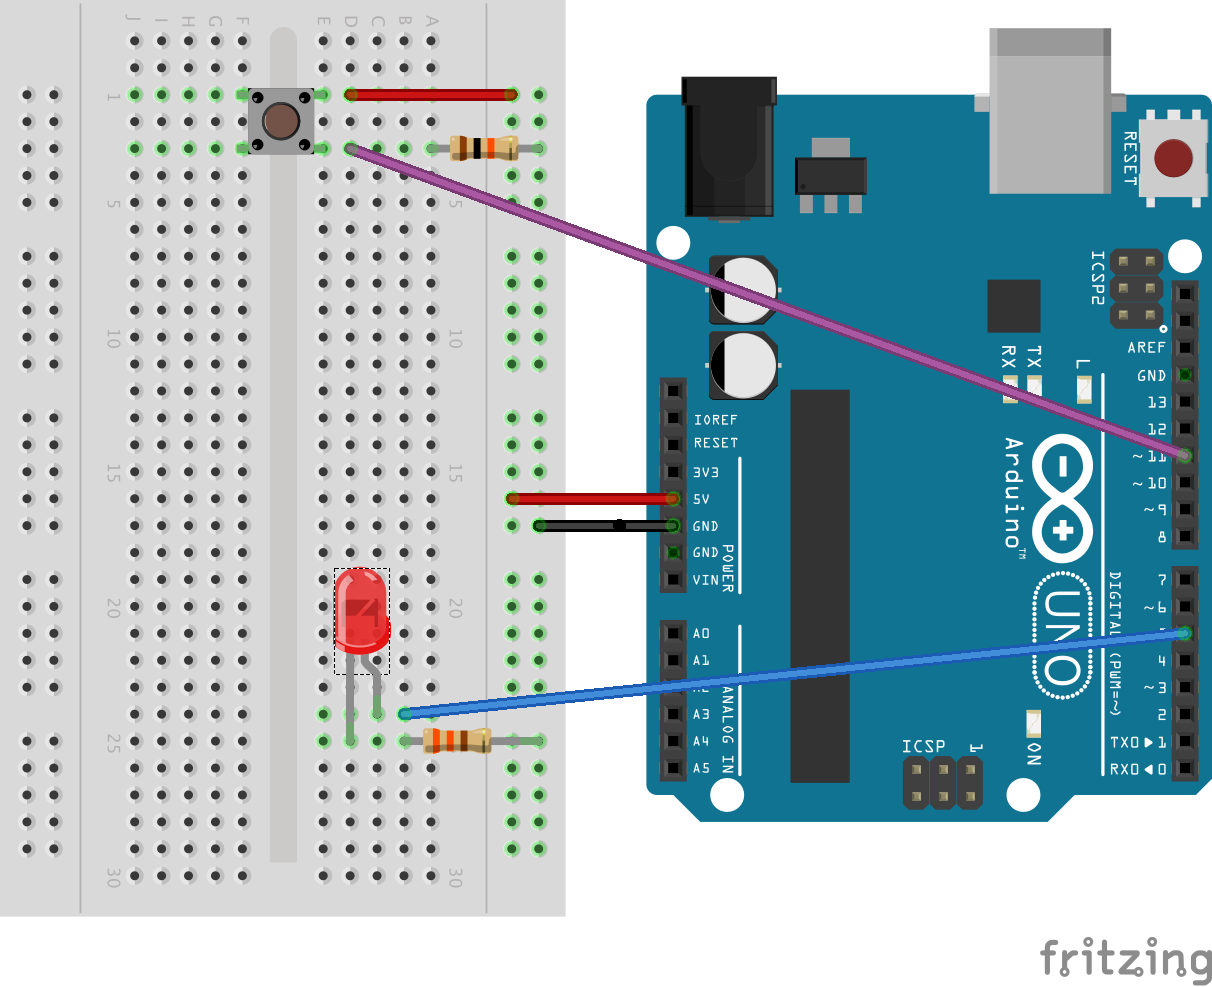 J I H G F E D C B A
1
5 5
10 10
15 15
20 20
25
30 30
RESET
ICSP2
AREF
GND
13
12
~11
~10
~9
8
7
~6
4
~3
2
TX0▶1
RX0◀0
DIGITAL (PWM=~)
RX TX L
Arduino™
UNO
IOREF
RESET
3V3
5V
GND
GND
VIN
POWER
A0
A1
A3
A4
A5
ANALOG IN
ICSP 1
ON
fritzing